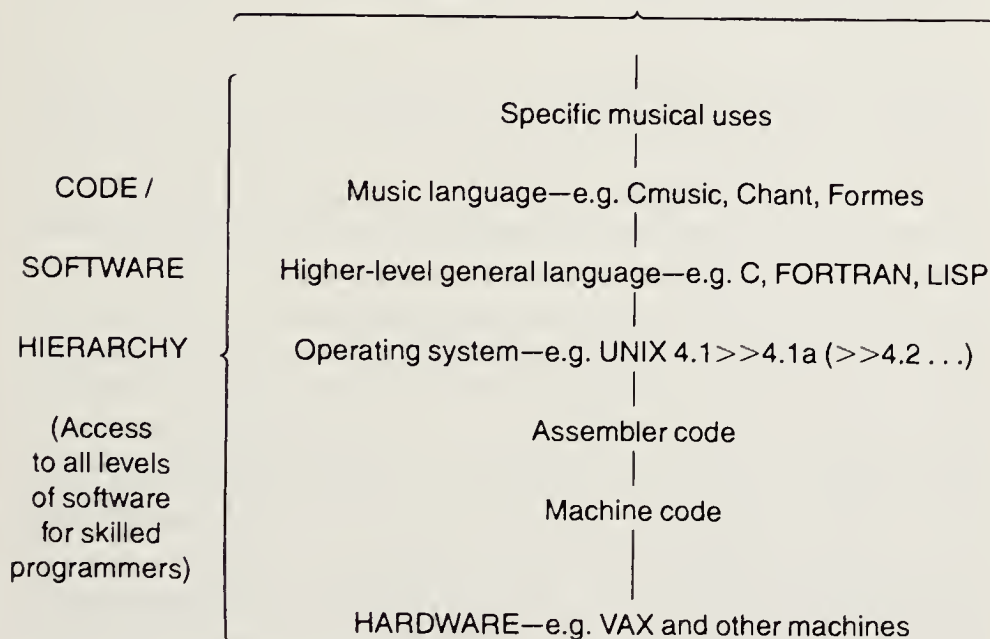 Specific musical uses
CODE / Music language—e.g. Cmusic, Chant, Formes
SOFTWARE Higher-level general language—e.g. C, FORTRAN, LISP
HIERARCHY Operating system—e.g. UNIX 4.1>>4.1a (>>4.2 . . .)
(Access
to all levels
of software
for skilled
programmers)
Assembler code
Machine code
HARDWARE—e.g. VAX and other machines